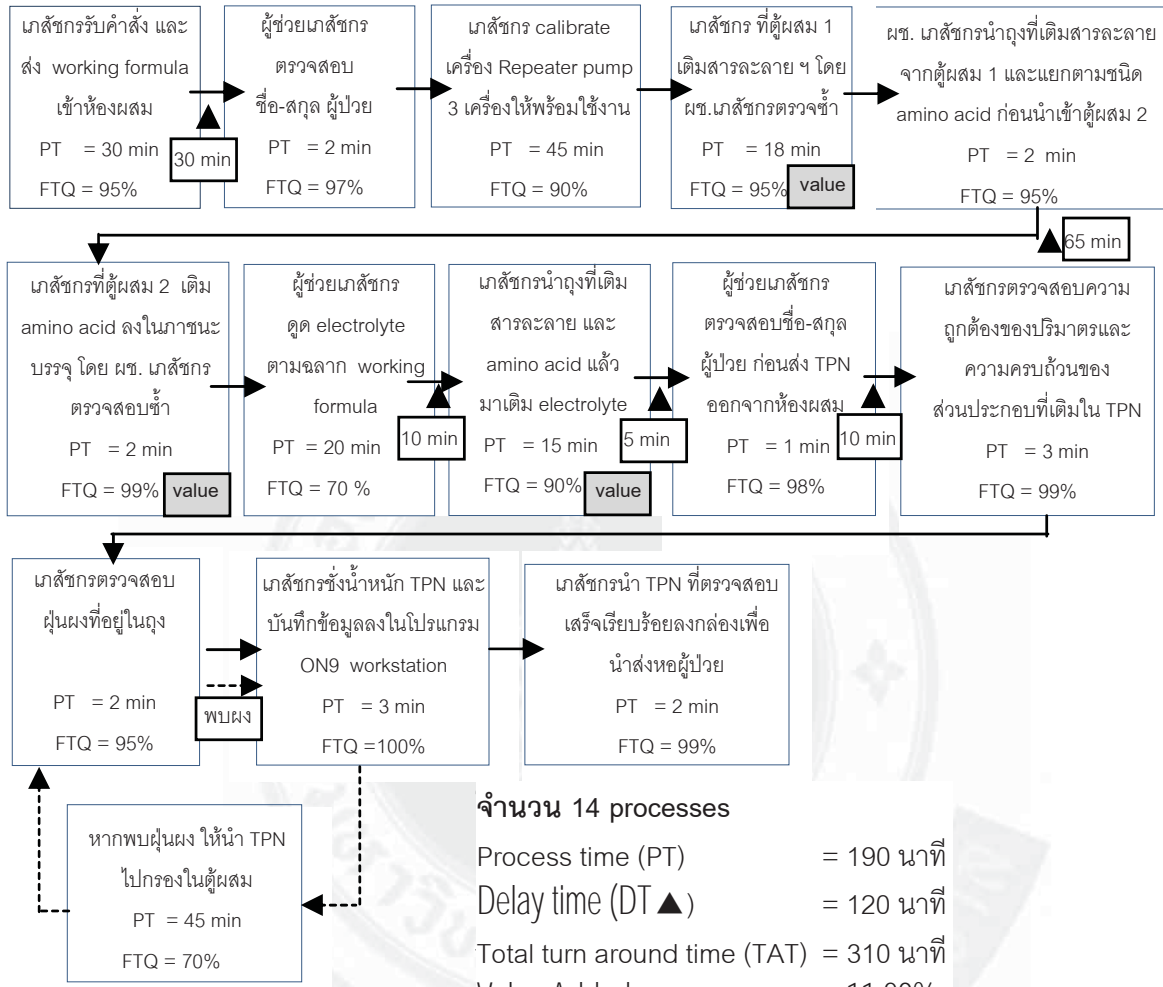 เภสัชกรรับคำสั่ง และ
ส่ง working formula
เข้าห้องผสม
PT = 30 min
FTQ = 95%
30 min
ผู้ช่วยเภสัชกร
ตรวจสอบ
ชื่อ-สกุล ผู้ป่วย
PT = 2 min
FTQ = 97%
เภสัชกร calibrate
เครื่อง Repeater pump
3 เครื่องให้พร้อมใช้งาน
PT = 45 min
FTQ = 90%
เภสัชกร ที่ตู้ผสม 1
เติมสารละลาย ฯ โดย
ผช.เภสัชกรตรวจซ้ำ
PT = 18 min
FTQ = 95%
value
ผช. เภสัชกรนำถุงที่เติมสารละลาย
จากตู้ผสม 1 และแยกตามชนิด
amino acid ก่อนนำเข้าตู้ผสม 2
PT = 2 min
FTQ = 95%
65 min
เภสัชกรที่ตู้ผสม 2 เติม
amino acid ลงในภาชนะ
บรรจุ โดย ผช. เภสัชกร
ตรวจสอบซ้ำ
PT = 2 min
FTQ = 99%
value
ผู้ช่วยเภสัชกร
ดูด electrolyte
ตามฉลาก working
formula
PT = 20 min
FTQ = 70 %
10 min
เภสัชกรนำถุงที่เติม
สารละลาย และ
amino acid แล้ว
มาเติม electrolyte
PT = 15 min
FTQ = 90%
value
5 min
ผู้ช่วยเภสัชกร
ตรวจสอบชื่อ-สกุล
ผู้ป่วย ก่อนส่ง TPN
ออกจากห้องผสม
PT = 1 min
FTQ = 98%
10 min
เภสัชกรตรวจสอบความ
ถูกต้องของปริมาตรและ
ความครบถ้วนของ
ส่วนประกอบที่เติมใน TPN
PT = 3 min
FTQ = 99%
เภสัชกรตรวจสอบ
ฝุ่นผงที่อยู่ในถุง
PT = 2 min
FTQ = 95%
พบผง
เภสัชกรชั่งน้ำหนัก TPN และ
บันทึกข้อมูลลงในโปรแกรม
ON9 workstation
PT = 3 min
FTQ =100%
เภสัชกรนำ TPN ที่ตรวจสอบ
เสร็จเรียบร้อยลงกล่องเพื่อ
นำส่งหอผู้ป่วย
PT = 2 min
FTQ = 99%
หากพบฝุ่นผง ให้นำ TPN
ไปกรองในตู้ผสม
PT = 45 min
FTQ = 70%
จำนวน 14 processes
Process time (PT) = 190 นาที
Delay time (DT▲) = 120 นาที
Total turn around time (TAT) = 310 นาที